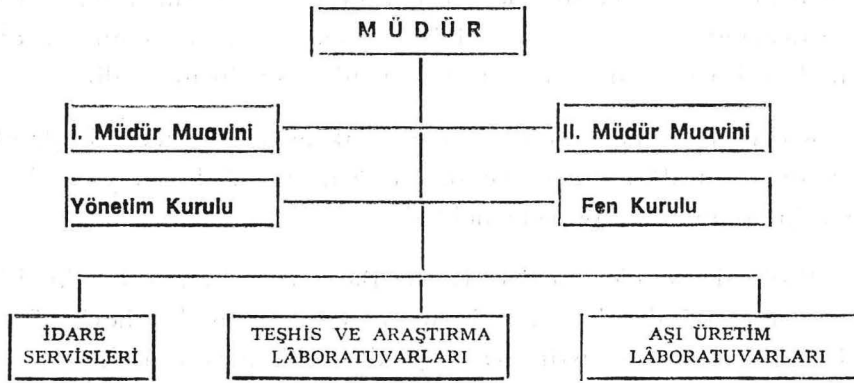 MÜDÜR
I. Müdür Muavini
II. Müdür Muavini
Yönetim Kurulu
Fen Kurulu
İDARE
SERVİSLERİ
TEŞHİS VE ARAŞTIRMA
LÂBORATUVARLARI
AŞI ÜRETİM
LÂBORATUVARLARI